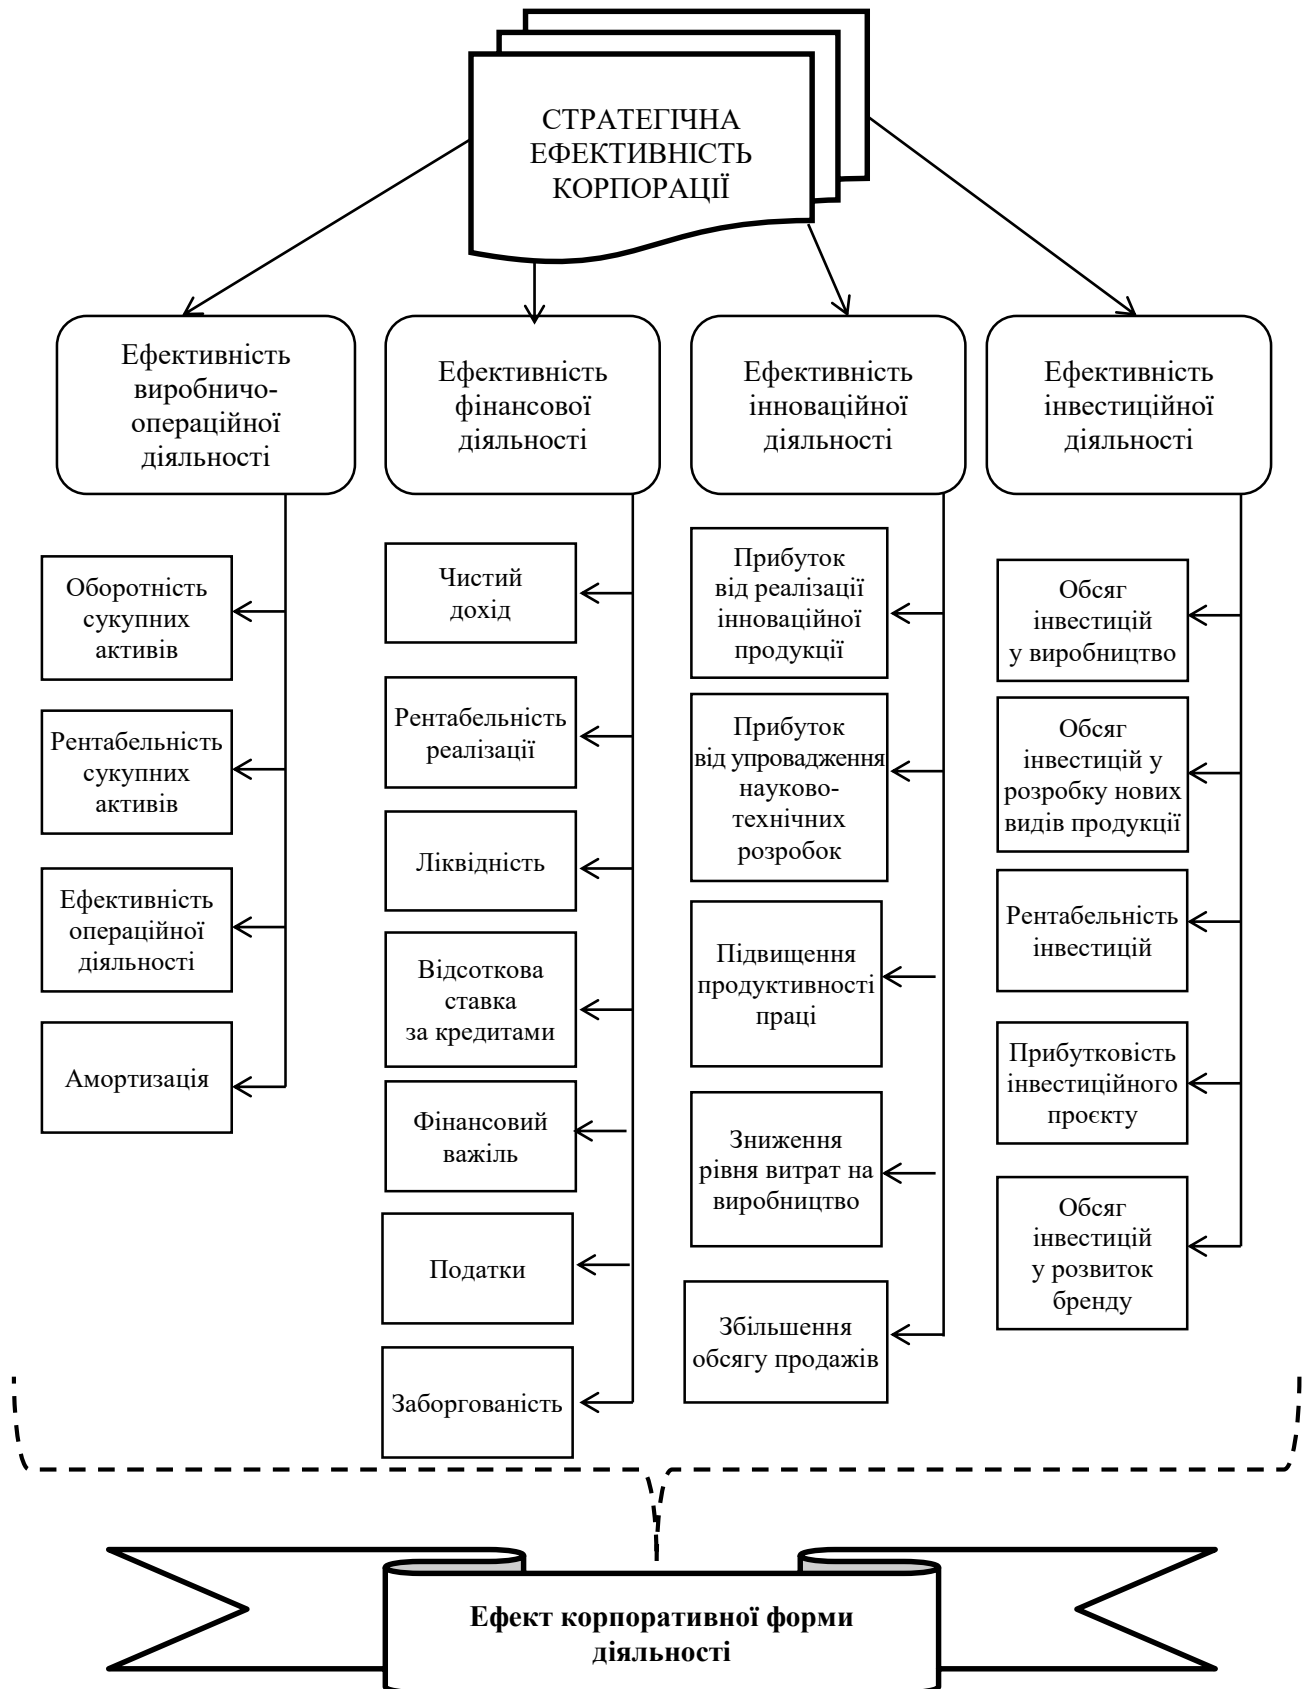 СТРАТЕГІЧНА
ЕФЕКТИВНІСТЬ
КОРПОРАЦІЇ
Ефективність
виробничо-
операційної
діяльності
Ефективність
фінансової
діяльності
Ефективність
інноваційної
діяльності
Ефективність
інвестиційної
діяльності
Оборотність
сукупних
активів
Рентабельність
сукупних
активів
Ефективність
операційної
діяльності
Амортизація
Чистий
дохід
Рентабельність
реалізації
Ліквідність
Відсоткова
ставка
за кредитами
Фінансовий
важіль
Податки
Заборгованість
Прибуток
від реалізації
інноваційної
продукції
Прибуток
від упровадження
науково-
технічних
розробок
Підвищення
продуктивності
праці
Зниження
рівня витрат на
виробництво
Збільшення
обсягу продажів
Обсяг
інвестицій
у виробництво
Обсяг
інвестицій у
розробку нових
видів продукції
Рентабельність
інвестицій
Прибутковість
інвестиційного
проєкту
Обсяг
інвестицій
у розвиток
бренду
Ефект корпоративної форми
діяльності